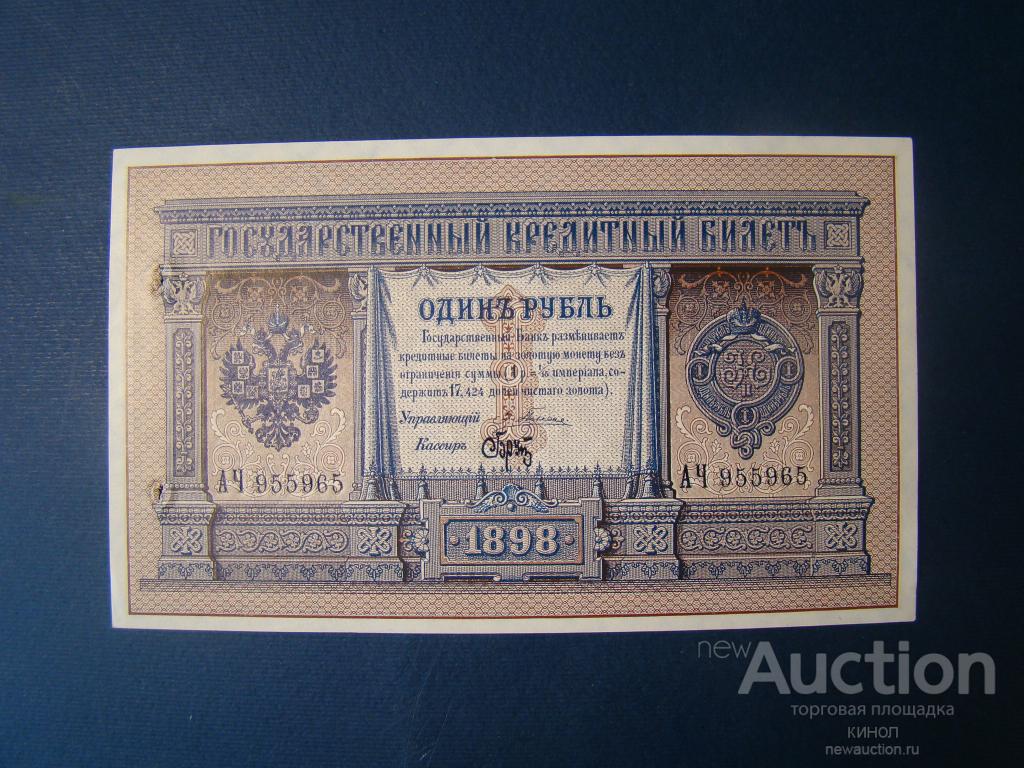 ГОСУДАРСТВЕННЫЙ КРЕДИТНЫЙ БИЛЕТЪ
ОДИНЪ РУБЛЬ
Государственный Банкъ размѣниваетъ
кредитные билеты на золотую монету безъ
ограниченія суммы (1 р. = 1/15 имперіала, со-
держитъ 17,424 долей чистаго золота).
Управляющій
Кассиръ
АЧ 955965
АЧ 955965
1898
newAuction
торговая площадка
КИНОЛ
newauction.ru